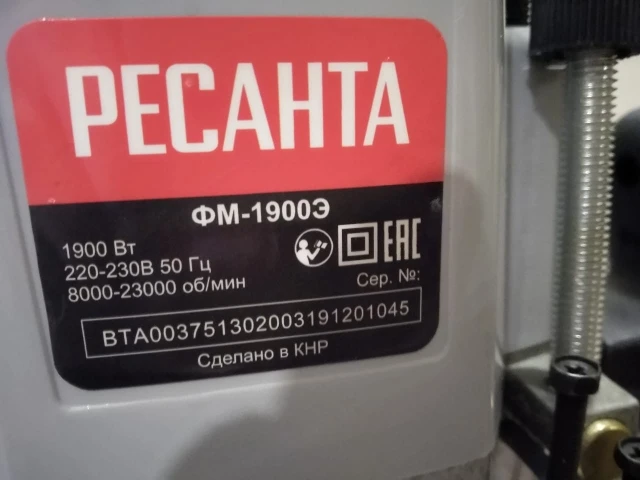 РЕСАНТА
ФМ-1900Э
1900 Вт
220-230В 50 Гц
8000-23000 об/мин
EAC
Сер. №:
BTA003751302003191201045
Сделано в КНР